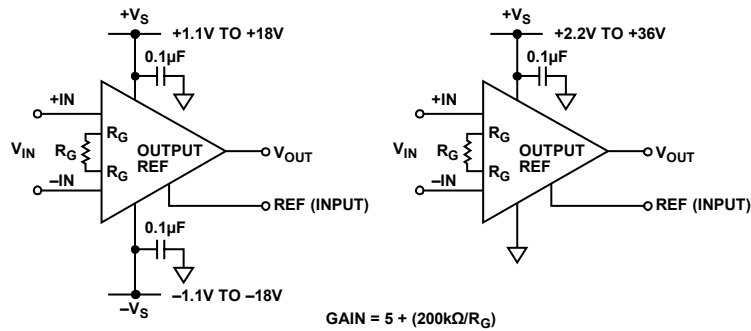 +VS
+1.1V TO +18V
0.1µF
+IN
RG
VIN
RG
OUTPUT
REF
VOUT
RG
–IN
REF (INPUT)
0.1µF
–1.1V TO –18V
–VS
+VS
+2.2V TO +36V
0.1µF
+IN
RG
VIN
RG
OUTPUT
REF
VOUT
RG
–IN
REF (INPUT)
GAIN = 5 + (200kΩ/RG)